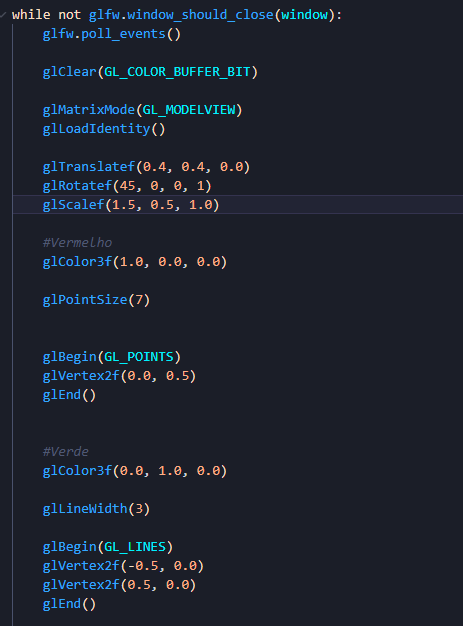 while not glfw.window_should_close(window):
glfw.poll_events()
glClear(GL_COLOR_BUFFER_BIT)
glMatrixMode(GL_MODELVIEW)
glLoadIdentity()
glTranslatef(0.4, 0.4, 0.0)
glRotatef(45, 0, 0, 1)
glScalef(1.5, 0.5, 1.0)
#Vermelho
glColor3f(1.0, 0.0, 0.0)
glPointSize(7)
glBegin(GL_POINTS)
glVertex2f(0.0, 0.5)
glEnd()
#Verde
glColor3f(0.0, 1.0, 0.0)
glLineWidth(3)
glBegin(GL_LINES)
glVertex2f(-0.5, 0.0)
glVertex2f(0.5, 0.0)
glEnd()